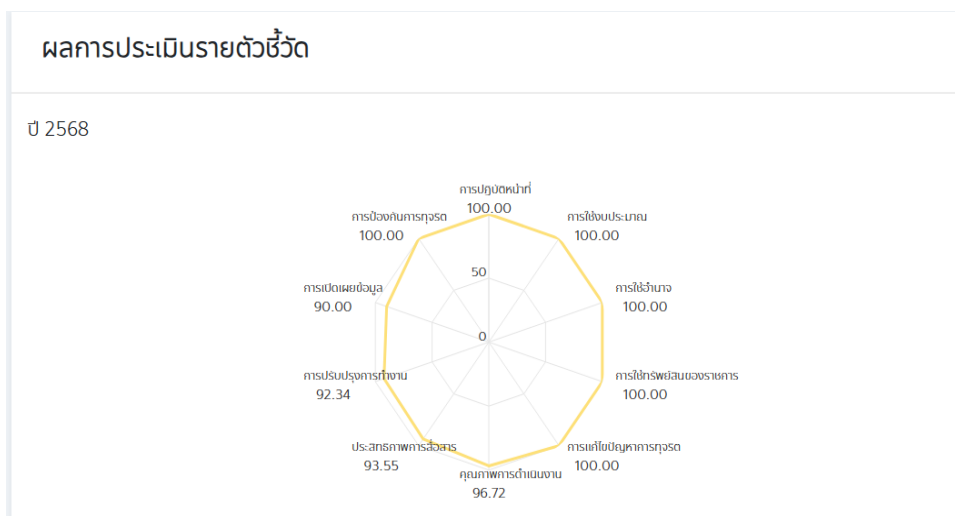 ผลการประเมินรายตัวชี้วัด
ปี 2568
การปฏิบัติหน้าที่
100.00
การป้องกันการทุจริต
100.00
การใช้งบประมาณ
100.00
50
การเปิดเผยข้อมูล
90.00
การใช้อำนาจ
100.00
0
การปรับปรุงการทำงาน
92.34
การใช้ทรัพย์สินของราชการ
100.00
ประสิทธิภาพการสื่อสาร
93.55
การแก้ไขปัญหาการทุจริต
100.00
คุณภาพการดำเนินงาน
96.72